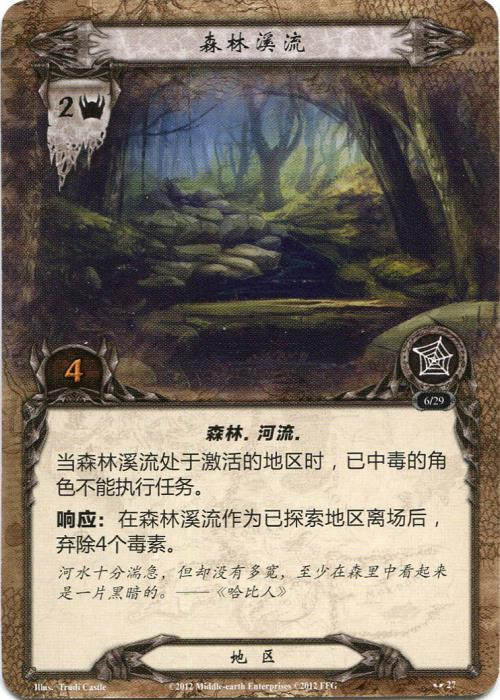 森林溪流
2
4
6/29
森林. 河流.
当森林溪流处于激活的地区时，已中毒的角
色不能执行任务。
响应：在森林溪流作为已探索地区离场后，
弃除4个毒素。
河水十分湍急，但却没有多宽，至少在森里中看起来
是一片黑暗的。——《哈比人》
地 区
Illus. Trudi Castle
©2012 Middle-earth Enterprises ©2012 FFG
27